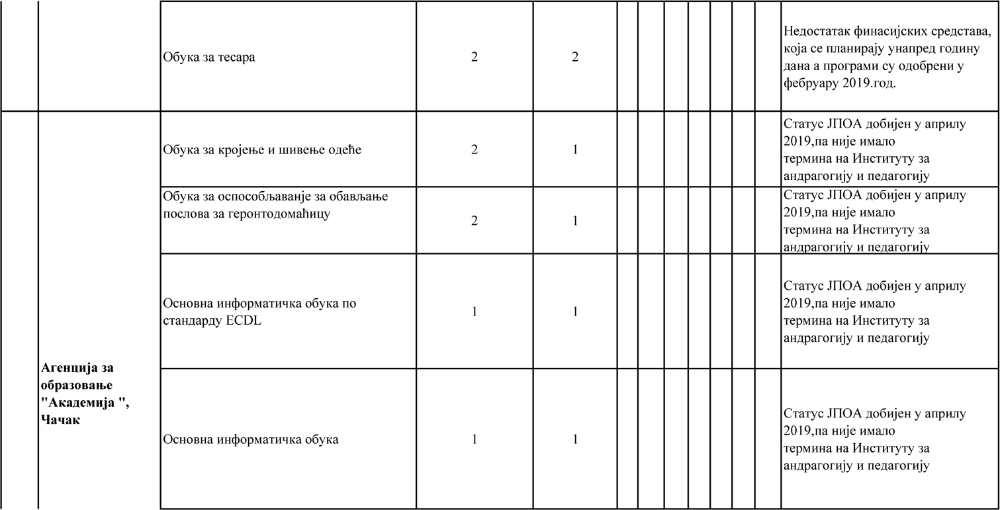 Обука за тесара
2
2
Недостатак финасијских средстава,
која се планирају унапред годину
дана а програми су одобрени у
фебруару 2019.год.
Агенција за
образовање
"Академија ",
Чачак
Обука за кројење и шивење одеће
2
1
Статус ЈПОА добијен у априлу
2019,па није имало
термина на Институту за
андрагогију и педагогију
Обука за оспособљаванје за обављање
послова за геронтодомаћицу
2
1
Статус ЈПОА добијен у априлу
2019,па није имало
термина на Институту за
андрагогију и педагогију
Основна информатичка обука по
стандарду ECDL
1
1
Статус ЈПОА добијен у априлу
2019,па није имало
термина на Институту за
андрагогију и педагогију
Основна информатичка обука
1
1
Статус ЈПОА добијен у априлу
2019,па није имало
термина на Институту за
андрагогију и педагогију